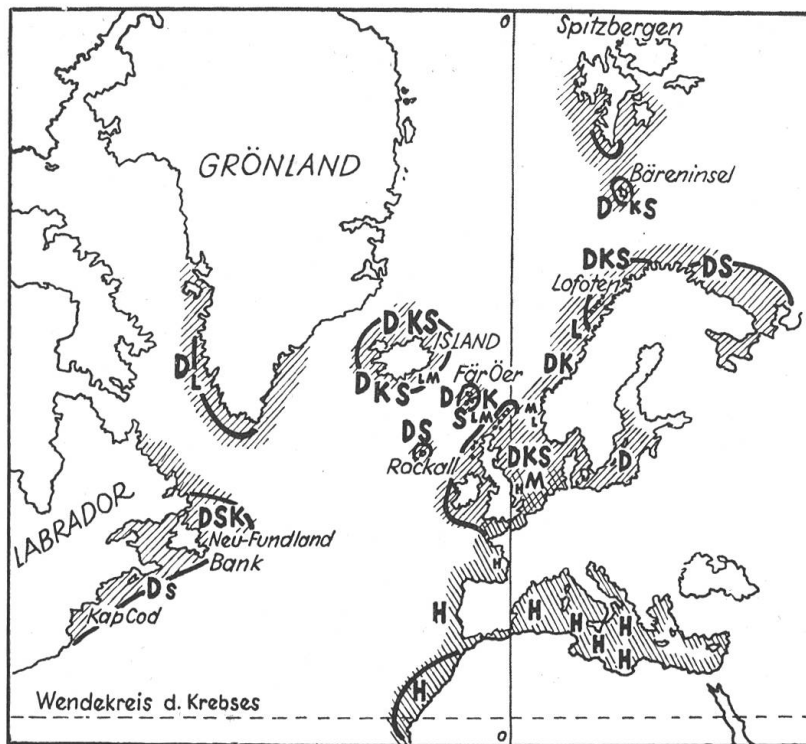 0
Spitzbergen
GRÖNLAND
Bäreninsel
D K S
DKS
DS
Lofoten
L
DKS
ISLAND
D
L
DKS
LM
FärÖer
DK
D K
S LM
M
L
DS
Rockall
DKS
D
H M
LABRADOR
DSK
Neu-Fundland
Bank
H
Ds
KapCod
H
H
H
H
H
H
H
H
Wendekreis d. Krebses
0